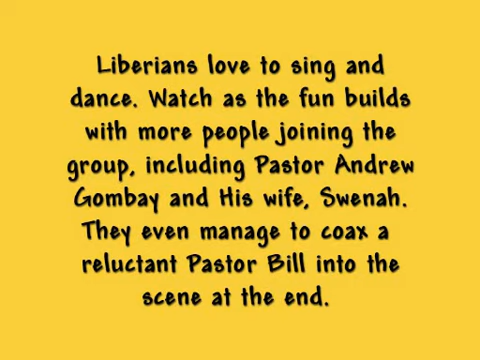 Liberians love to sing and
dance. Watch as the fun builds
with more people joining the
group, including Pastor Andrew
Gombay and His wife, Swenah.
They even manage to coax a
reluctant Pastor Bill into the
scene at the end.